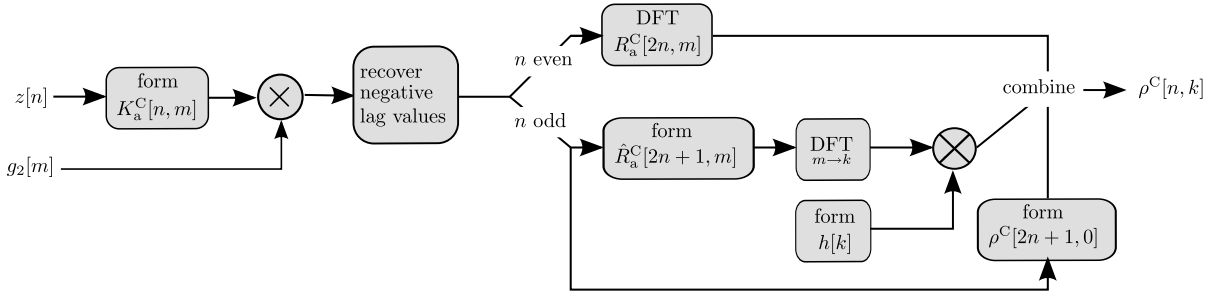 z[n]
form
K_a^C[n, m]
×
g_2[m]
recover
negative
lag values
n even
n odd
DFT
R_a^C[2n, m]
form
R̂_a^C[2n + 1, m]
DFT
m→k
form
h[k]
form
ρ^C[2n + 1, 0]
combine
ρ^C[n, k]